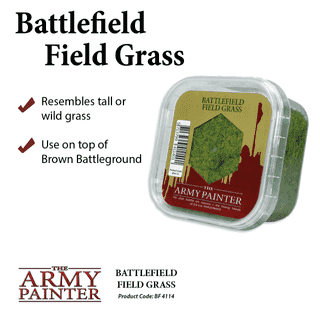 Battlefield
Field Grass
Resembles tall or
wild grass
Use on top of
Brown Battleground
BATTLEFIELD
FIELD GRASS
THE
ARMY PAINTER
THE
ARMY
PAINTER
BATTLEFIELD
FIELD GRASS
Product Code: BF 4114